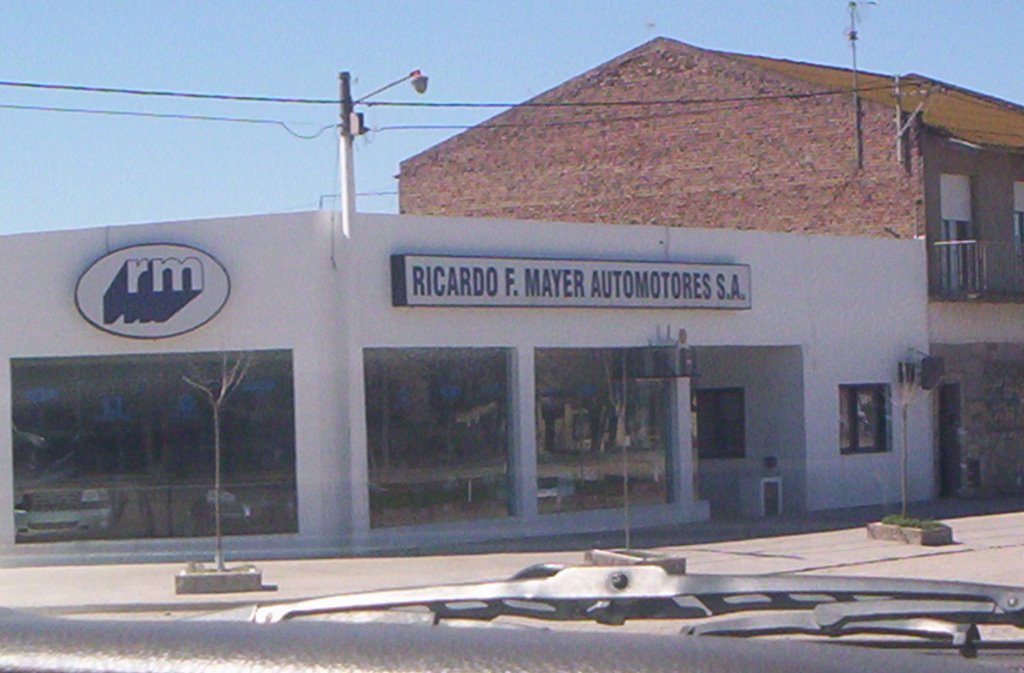 rm
RICARDO F. MAYER AUTOMOTORES S.A.